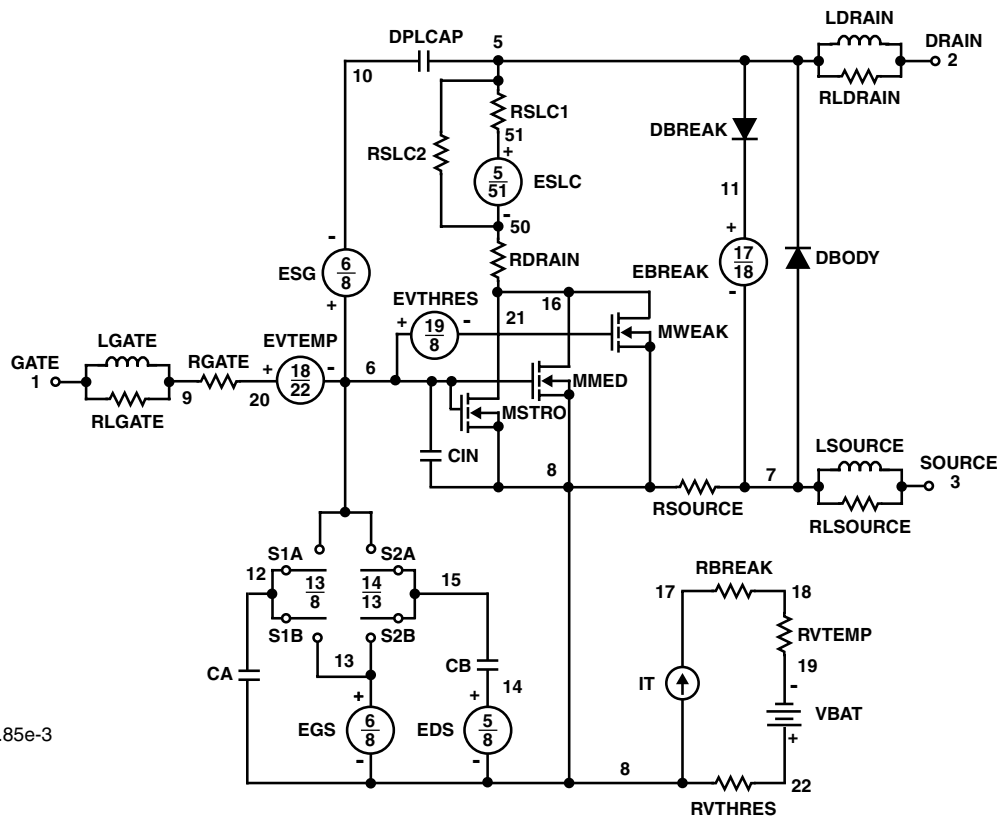 LDRAIN
DPLCAP
5
DRAIN
2
10
RLDRAIN
RSLC1
51
DBREAK
RSLC2
+
5
51
ESLC
11
-
50
-
+
17
18
EBREAK
DBODY
ESG
6
8
RDRAIN
+
-
EVTHRES
16
+
19
8
-
21
MWEAK
LGATE
EVTEMP
GATE
1
RGATE
+
18
22
-
6
MMED
9
20
MSTRO
RLGATE
LSOURCE
CIN
8
7
SOURCE
3
RSOURCE
RLSOURCE
S1A
S2A
12
13
8
14
13
15
RBREAK
17
18
S1B
S2B
RVTEMP
13
CB
CA
14
19
IT
-
+
+
VBAT
EGS
6
8
EDS
5
8
+
.85e-3
-
-
8
22
RVTHRES